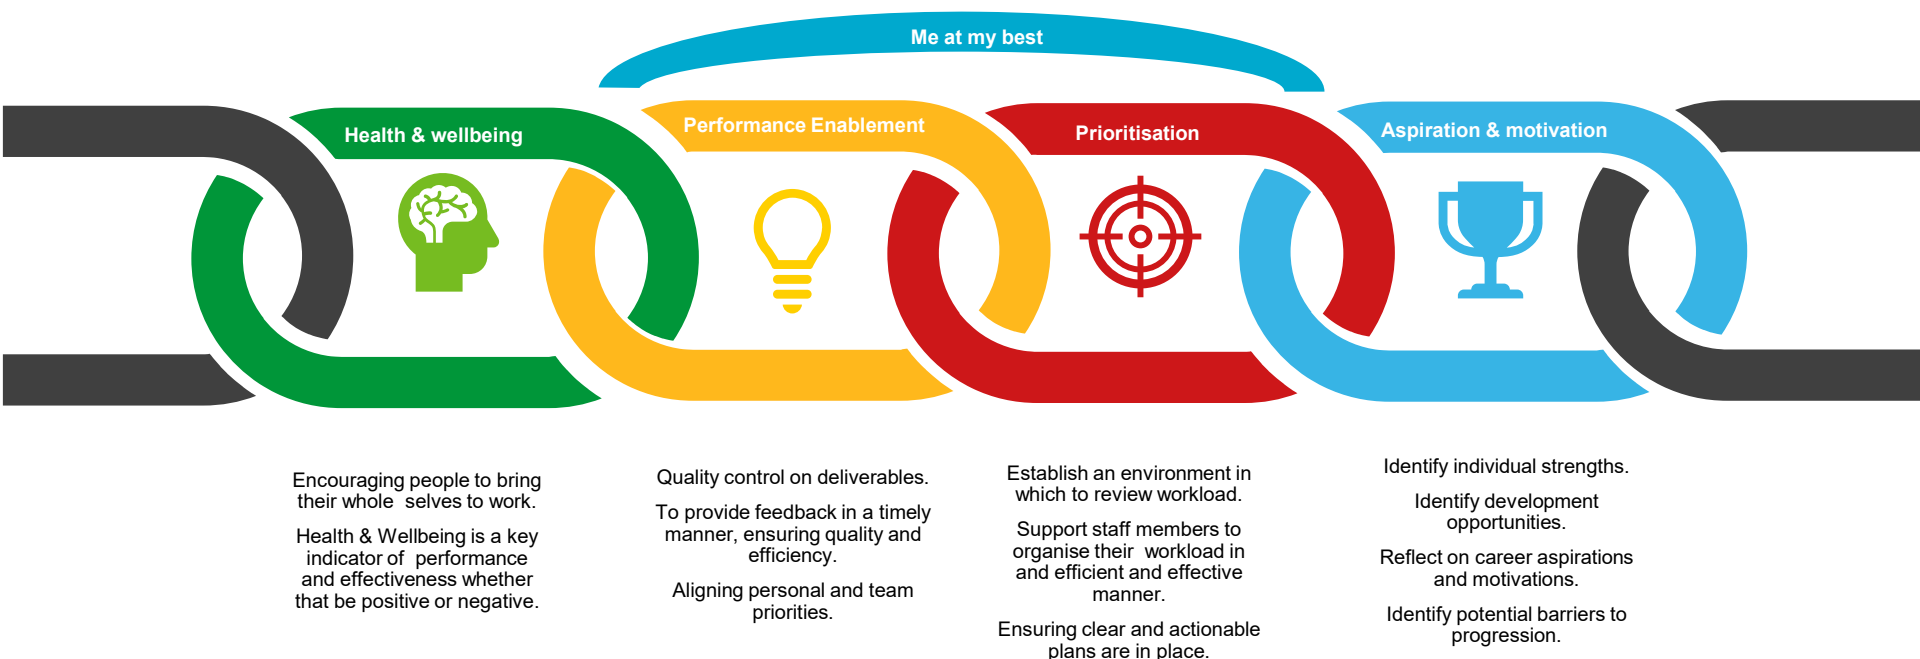 Me at my best
Health & wellbeing
Performance Enablement
Prioritisation
Aspiration & motivation
Encouraging people to bring
their whole selves to work.
Health & Wellbeing is a key
indicator of performance
and effectiveness whether
that be positive or negative.
Quality control on deliverables.
To provide feedback in a timely
manner, ensuring quality and
efficiency.
Aligning personal and team
priorities.
Establish an environment in
which to review workload.
Support staff members to
organise their workload in
and efficient and effective
manner.
Ensuring clear and actionable
plans are in place.
Identify individual strengths.
Identify development
opportunities.
Reflect on career aspirations
and motivations.
Identify potential barriers to
progression.